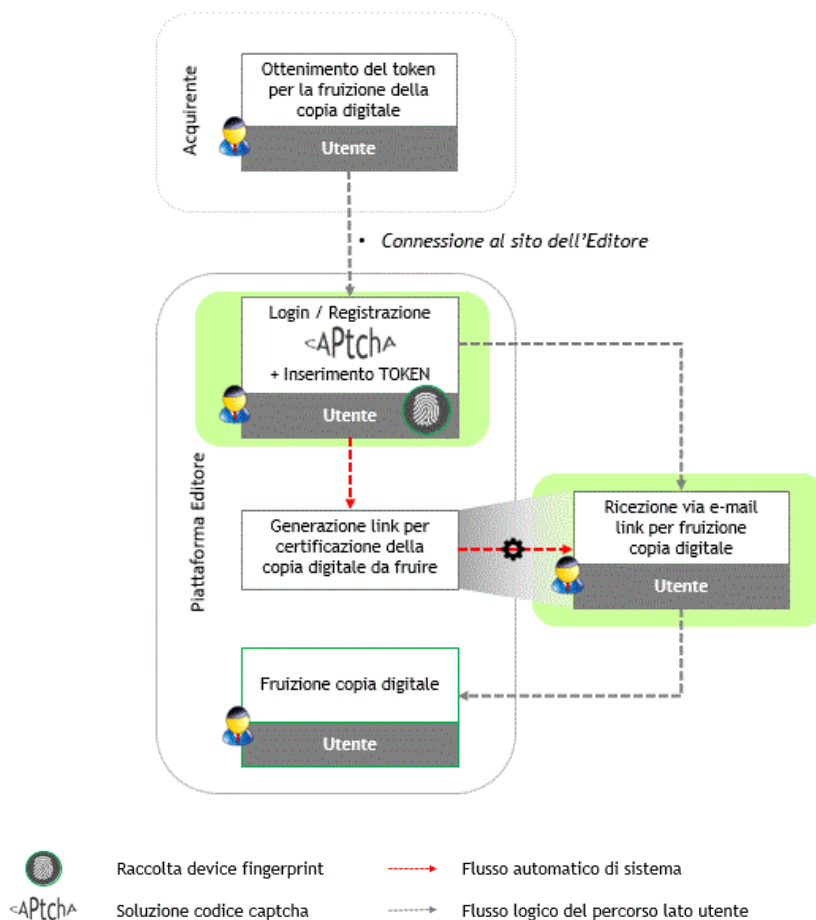 Acquirente
Ottenimento del token
per la fruizione della
copia digitale
Utente
• Connessione al sito dell’Editore
Piattaforma Editore
Login / Registrazione
<APtchA
+ Inserimento TOKEN
Utente
Generazione link per
certificazione della
copia digitale da fruire
Ricezione via e-mail
link per fruizione
copia digitale
Utente
Fruizione copia digitale
Utente
Raccolta device fingerprint
Flusso automatico di sistema
<APtchA
Soluzione codice captcha
Flusso logico del percorso lato utente